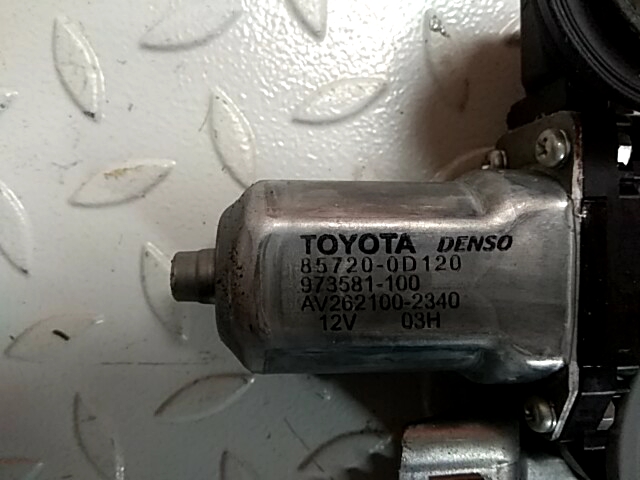 TOYOTA DENSO
85720-0D120
973581-100
AV262100-2340
12V 03H